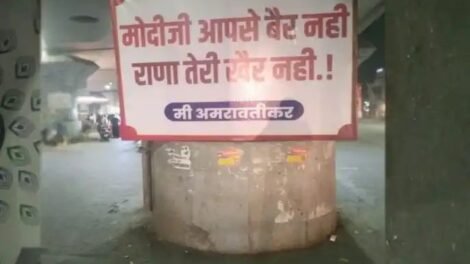 मोदीजी आपसे बैर नही
राणा तेरी खैर नही.!
मी अमरावतीकर